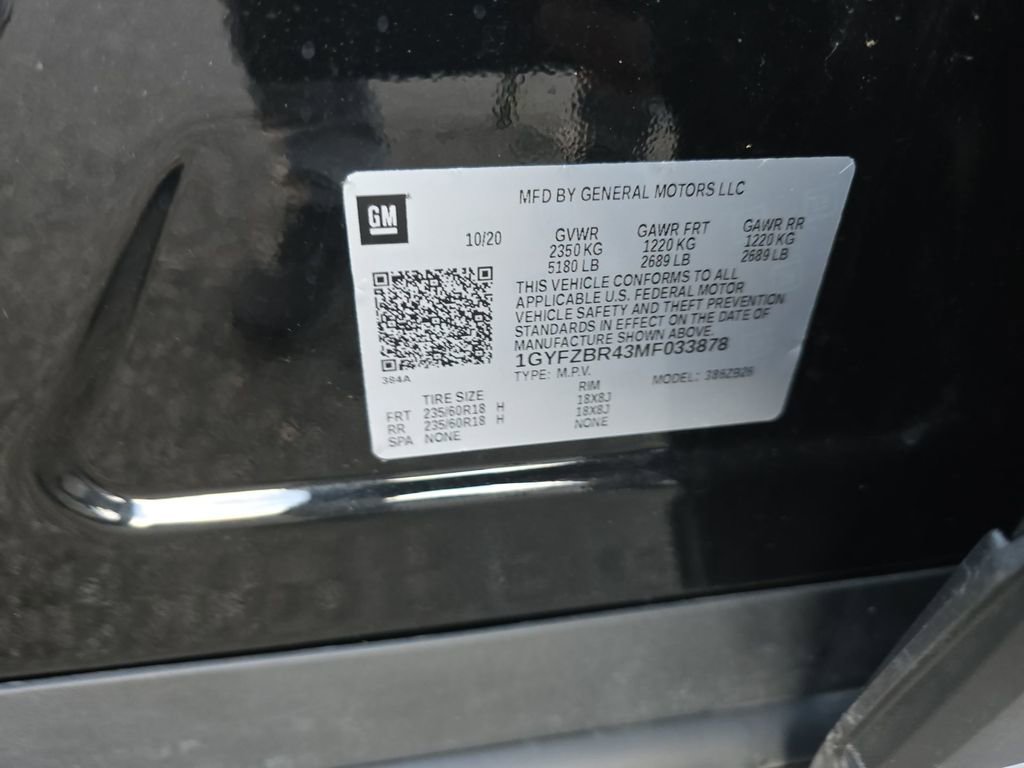 GM
MFD BY GENERAL MOTORS LLC
10/20
GVWR
2350 KG
5180 LB
GAWR FRT
1220 KG
2689 LB
GAWR RR
1220 KG
2689 LB
THIS VEHICLE CONFORMS TO ALL
APPLICABLE U.S. FEDERAL MOTOR
VEHICLE SAFETY AND THEFT PREVENTION
STANDARDS IN EFFECT ON THE DATE OF
MANUFACTURE SHOWN ABOVE.
1GYFZBR43MF033878
384A
TYPE: M.P.V. MODEL:
TIRE SIZE RIM
FRT 235/60R18 H 18X8J
RR 235/60R18 H 18X8J
SPA NONE NONE